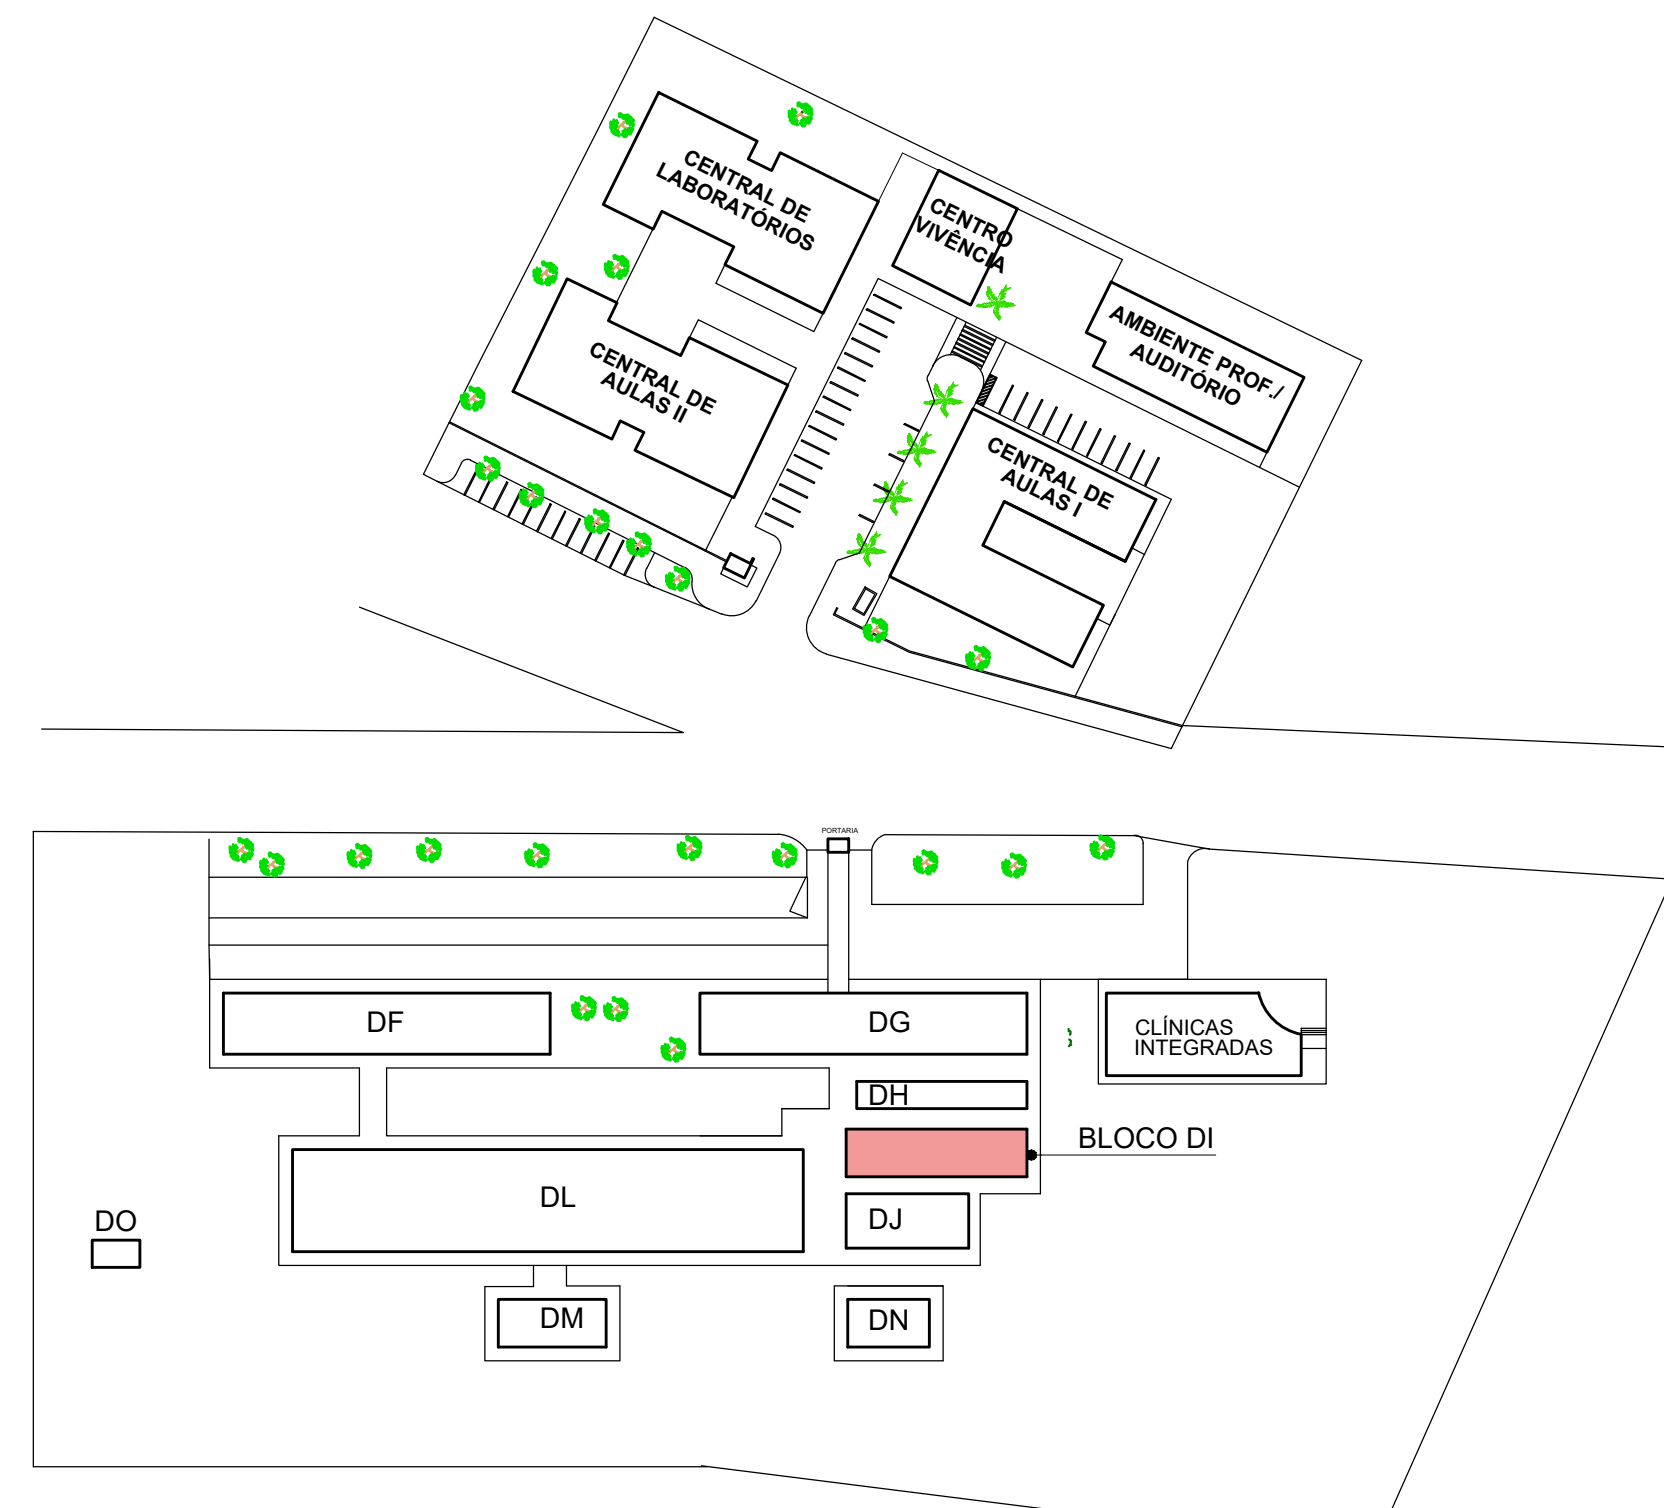 CENTRAL DE
LABORATÓRIOS
CENTRO
VIVÊNCIA
AMBIENTE PROF./
AUDITÓRIO
CENTRAL DE
AULAS II
CENTRAL DE
AULAS I
PORTARIA
DF
DG
CLÍNICAS
INTEGRADAS
DH
BLOCO DI
DL
DJ
DO
DM
DN